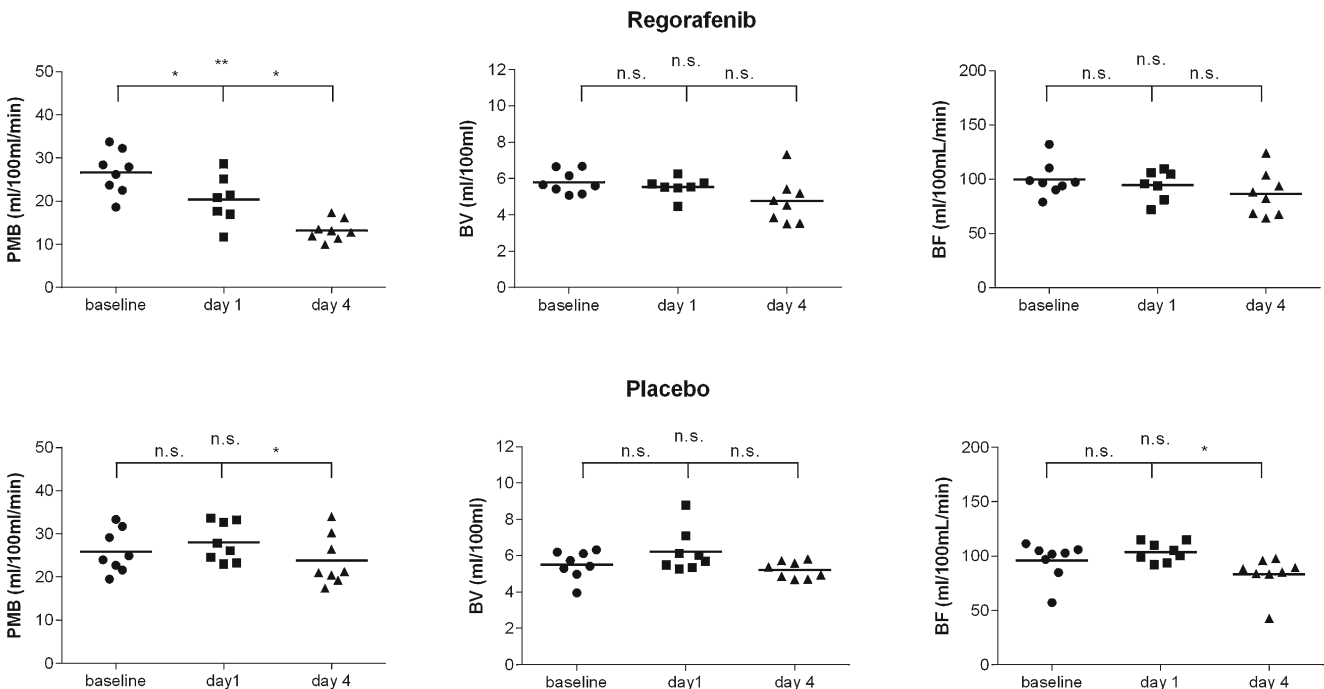 Regorafenib
**
* *
50
40
30
20
10
0
PMB (ml/100ml/min)
baseline day 1 day 4
n.s.
n.s. n.s.
12
10
8
6
4
2
0
BV (ml/100ml)
baseline day 1 day 4
n.s.
n.s. n.s.
200
150
100
50
0
BF (ml/100mL/min)
baseline day 1 day 4
Placebo
n.s.
n.s. *
50
40
30
20
10
0
PMB (ml/100ml/min)
baseline day1 day 4
n.s.
n.s. n.s.
12
10
8
6
4
2
0
BV (ml/100ml)
baseline day1 day 4
n.s.
n.s. *
200
150
100
50
0
BF (ml/100mL/min)
baseline day 1 day 4